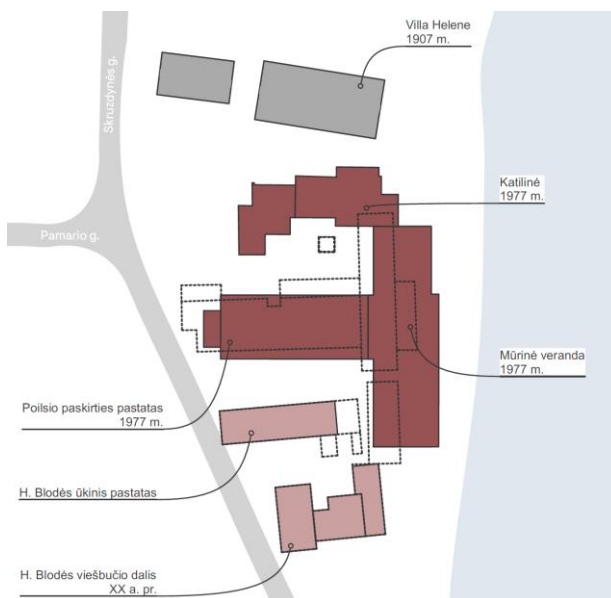 Villa Helene
1907 m.
Skruzdynės g.
Katilinė
1977 m.
Pamario g.
Mūrinė veranda
1977 m.
Poilsio paskirties pastatas
1977 m.
H. Blodės ūkinis pastatas
H. Blodės viešbučio dalis
XX a. pr.